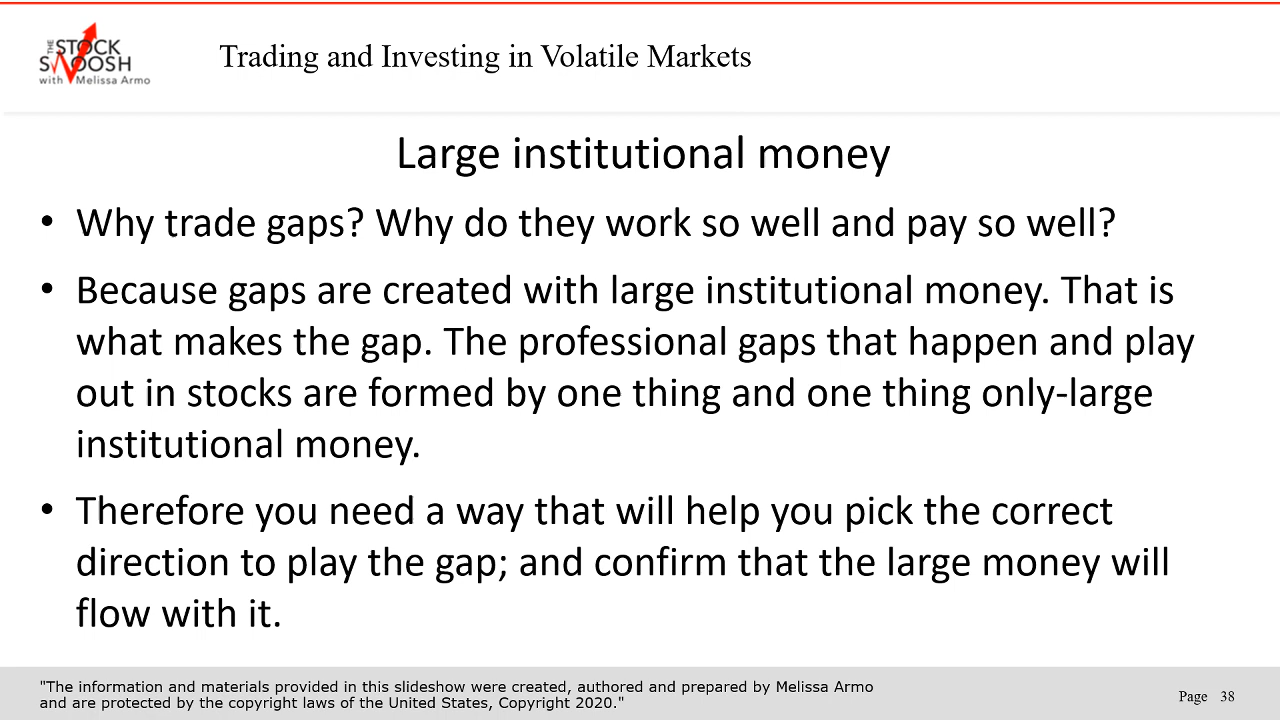 THE
STOCK
SWOOSH
with Melissa Armo
Trading and Investing in Volatile Markets
Large institutional money
• Why trade gaps? Why do they work so well and pay so well?
• Because gaps are created with large institutional money. That is
what makes the gap. The professional gaps that happen and play
out in stocks are formed by one thing and one thing only-large
institutional money.
• Therefore you need a way that will help you pick the correct
direction to play the gap; and confirm that the large money will
flow with it.
"The information and materials provided in this slideshow were created, authored and prepared by Melissa Armo
and are protected by the copyright laws of the United States, Copyright 2020."
Page 38